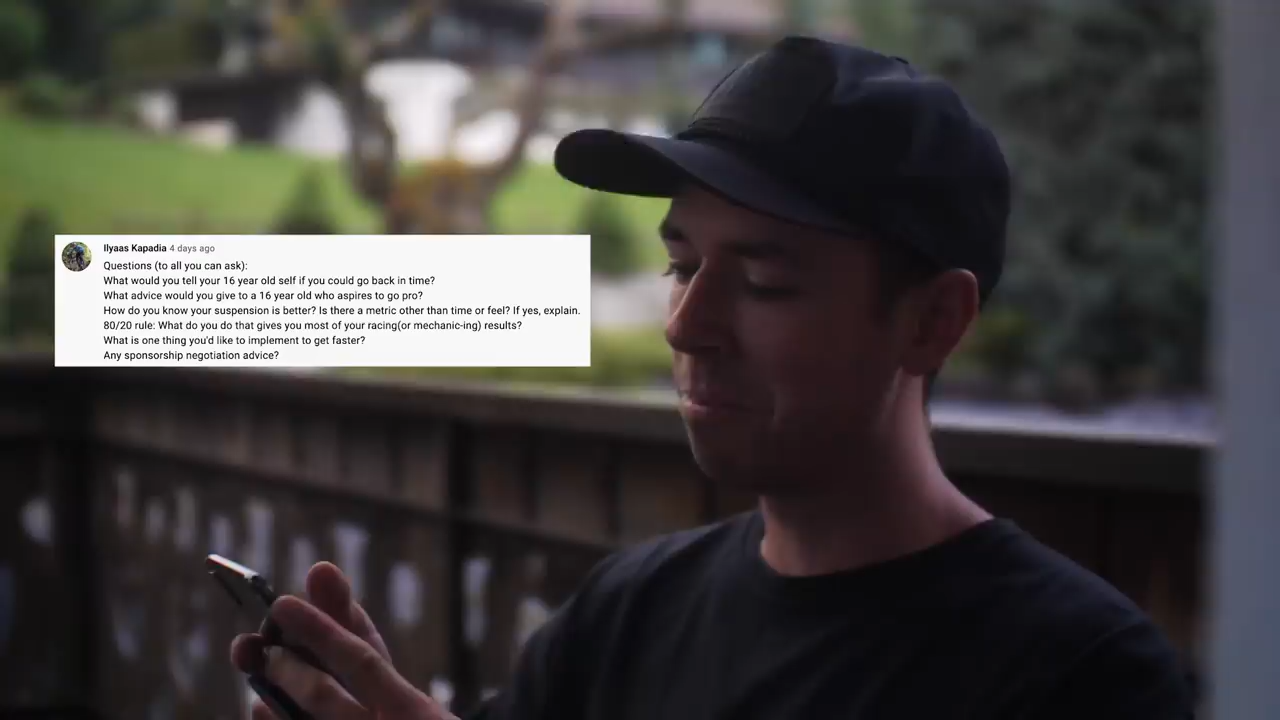 Ilyaas Kapadia 4 days ago
Questions (to all you can ask):
What would you tell your 16 year old self if you could go back in time?
What advice would you give to a 16 year old who aspires to go pro?
How do you know your suspension is better? Is there a metric other than time or feel? If yes, explain.
80/20 rule: What do you do that gives you most of your racing(or mechanic-ing) results?
What is one thing you'd like to implement to get faster?
Any sponsorship negotiation advice?